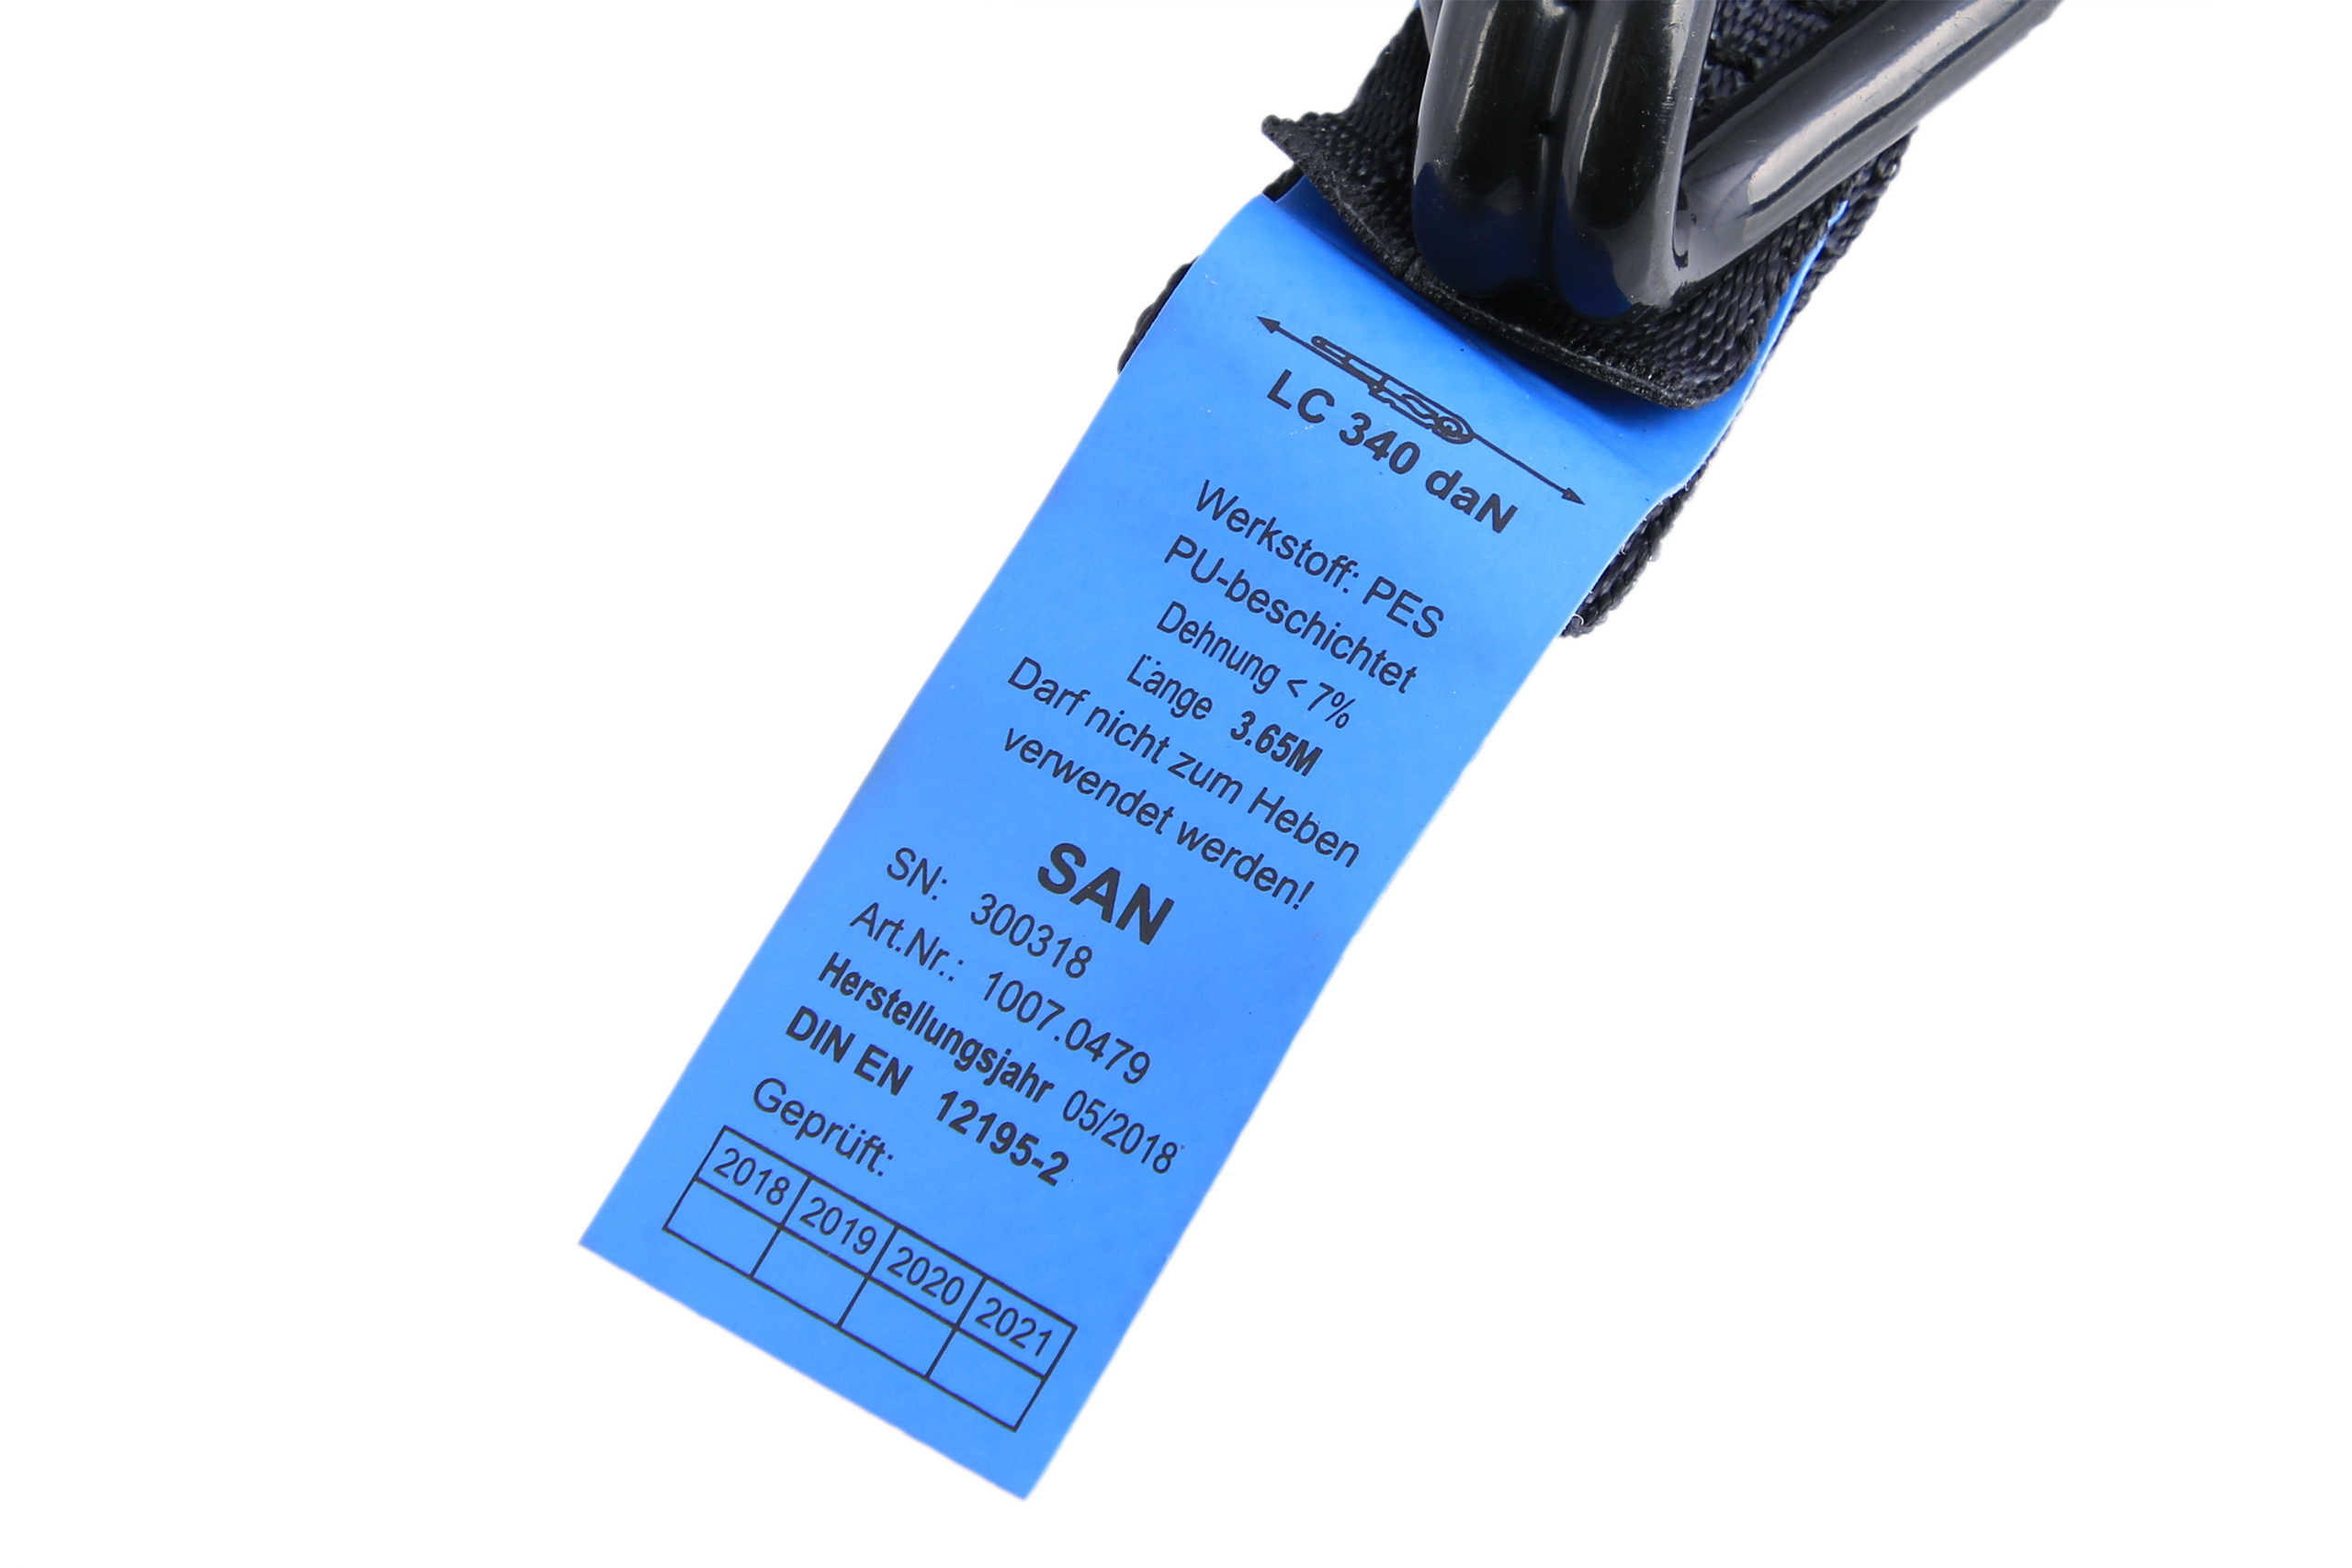 LC 340 daN
Werkstoff: PES
PU-beschichtet
Dehnung < 7%
Länge 3.65M
Darf nicht zum Heben
verwendet werden!
SAN
SN: 300318
Art.Nr.: 1007.0479
Herstellungsjahr 05/2018
DIN EN 12195-2
Geprüft:
2018 2019 2020 2021